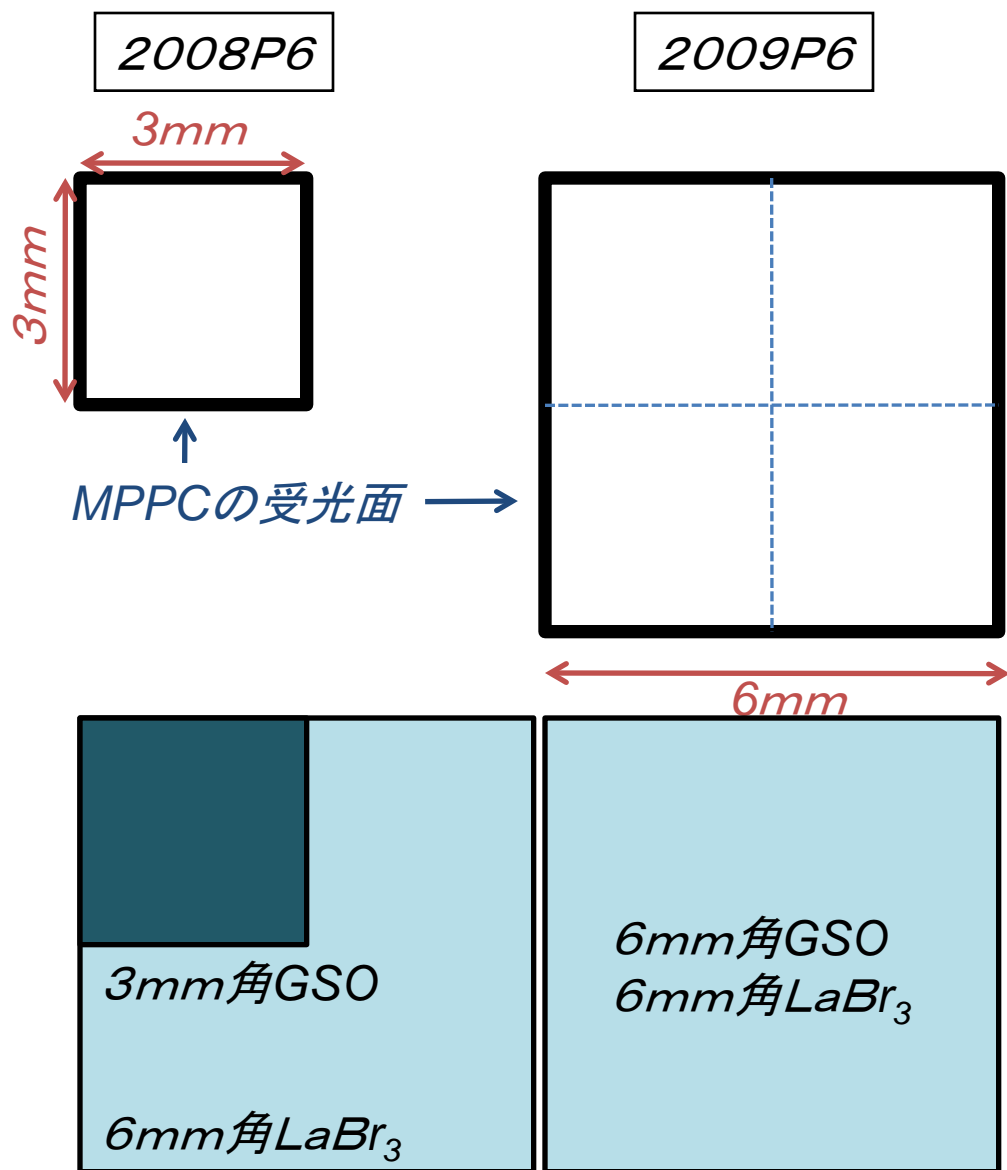 2008P6
2009P6
3mm
3mm
MPPCの受光面
6mm
3mm角GSO
6mm角LaBr₃
6mm角GSO
6mm角LaBr₃